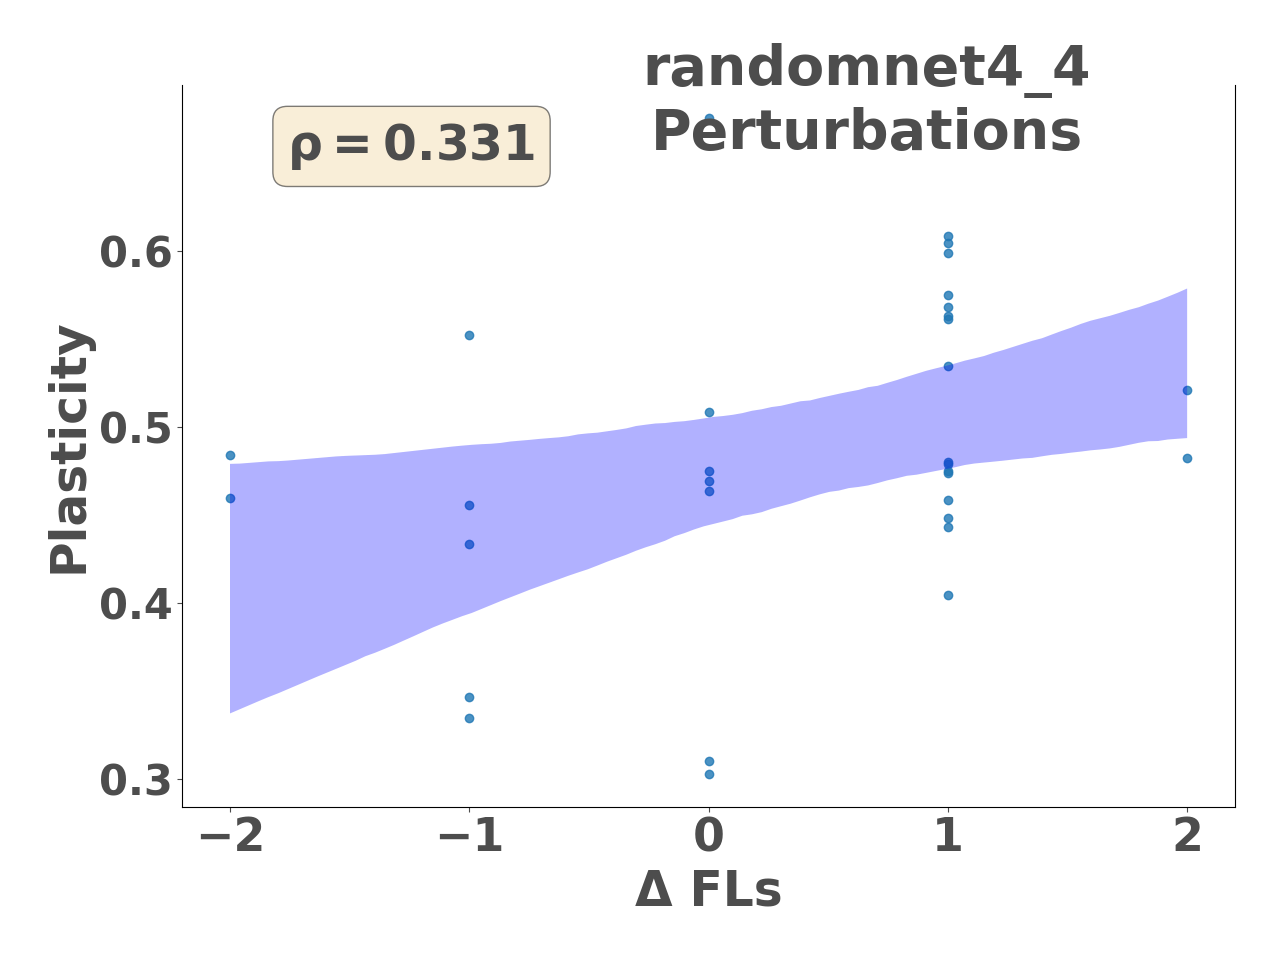 randomnet4_4
Perturbations
ρ = 0.331
Plasticity
0.6
0.5
0.4
0.3
−2
−1
0
1
2
Δ FLs